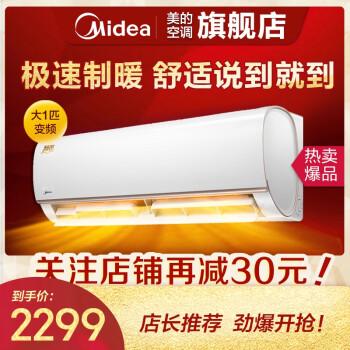 Midea 美的空调 旗舰店
极速制暖 舒适说到就到
大1匹
变频
热卖
爆品
Midea
关注店铺再减30元!
到手价:
2299
店长推荐 劲爆开抢!